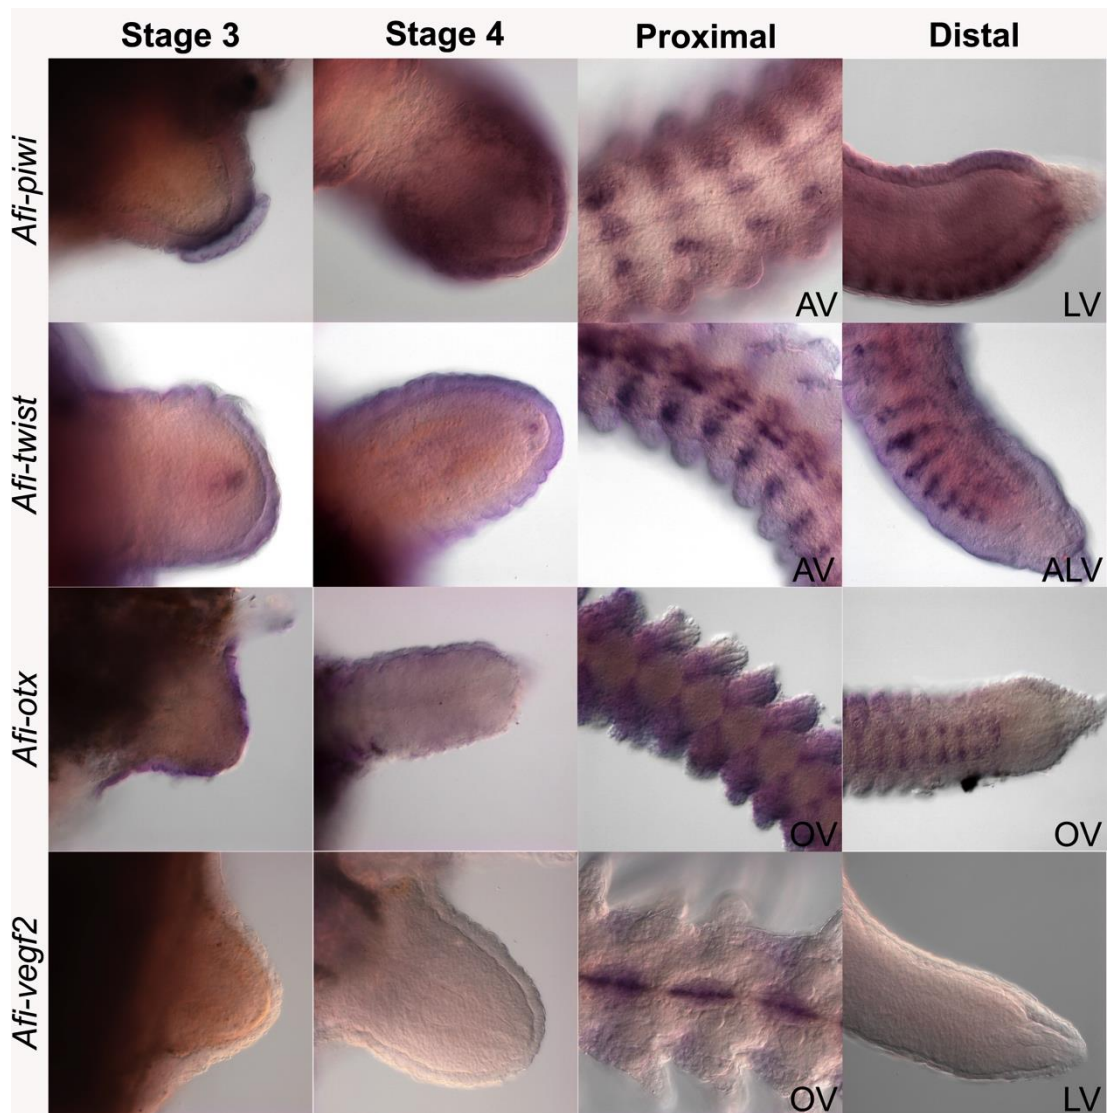 Stage 3 Stage 4 Proximal Distal
Afi-piwi
AV LV
Afi-twist
AV ALV
Afi-otx
OV OV
Afi-vegf2
OV LV